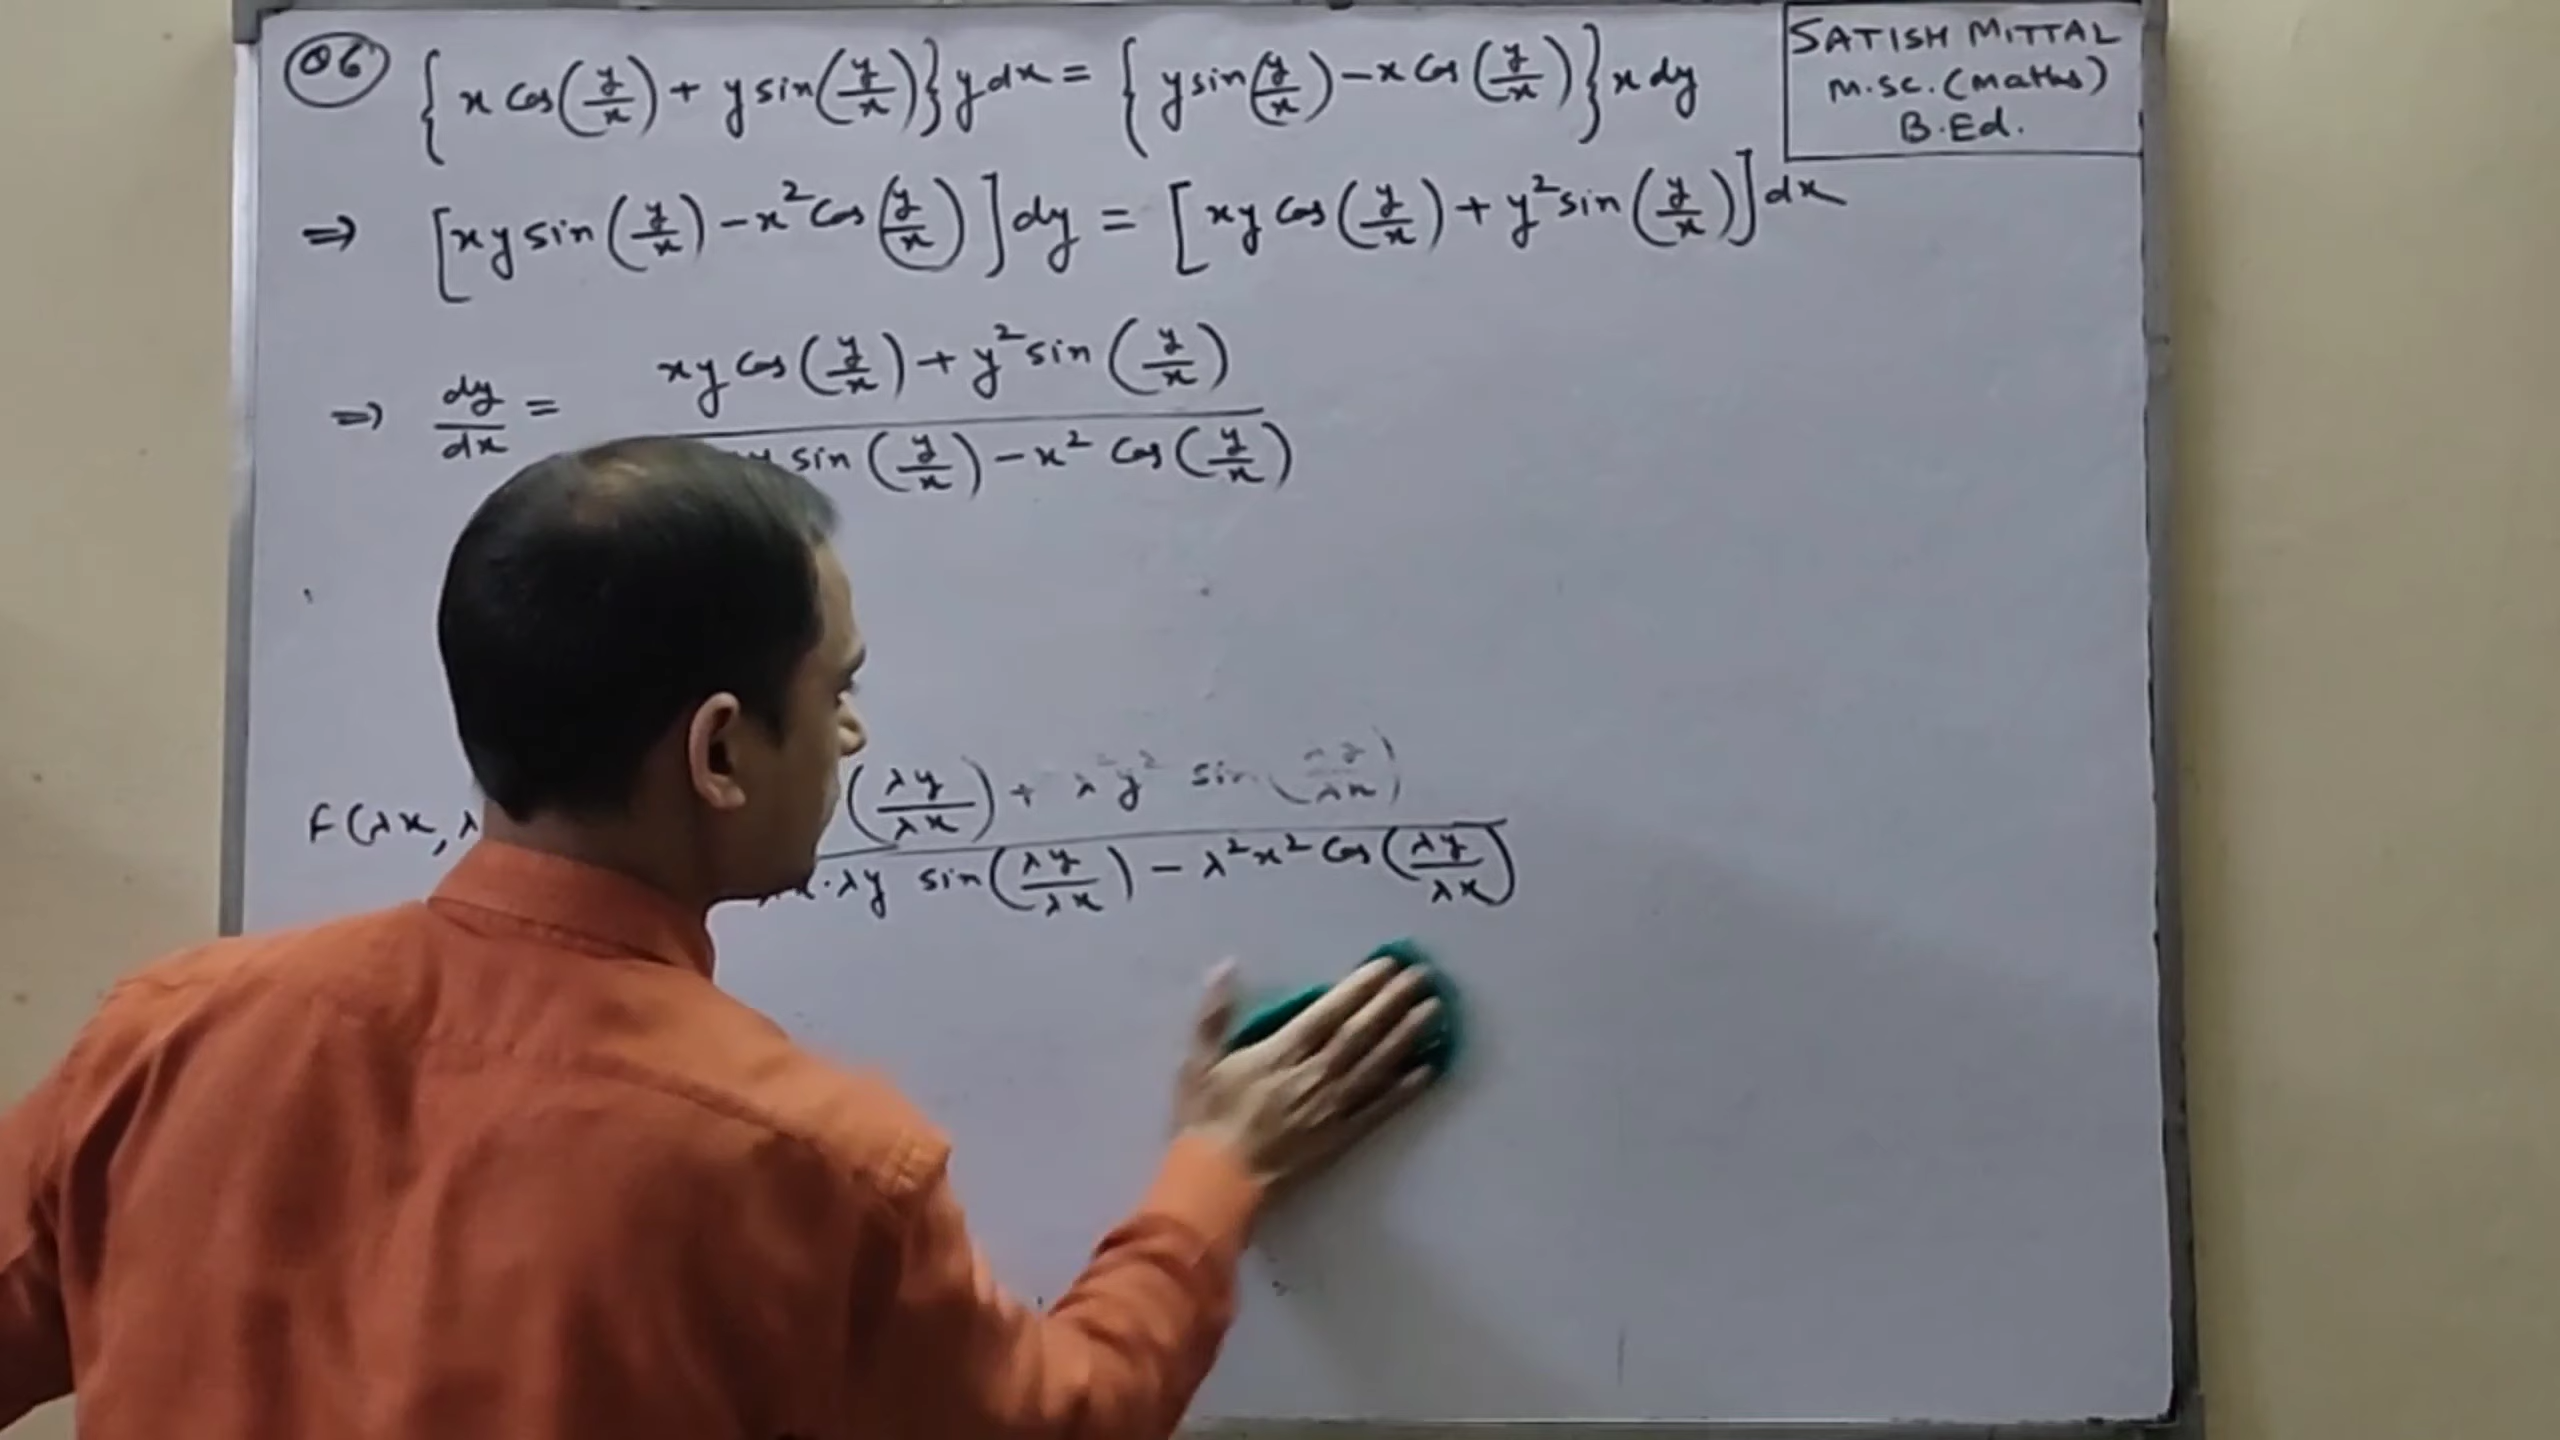 06 {x cos(y/x) + y sin(y/x)} y dx = {y sin(y/x) - x cos(y/x)} x dy
SATISH MITTAL
M.SC. (Maths)
B.Ed.
⇒ [xy sin(y/x) - x² cos(y/x)] dy = [xy cos(y/x) + y² sin(y/x)] dx
⇒ dy/dx = xy cos(y/x) + y² sin(y/x)
sin(y/x) - x² cos(y/x)
F(λx, λ (λy/λx) + λ²y² sin(λy/λx)
x·λy sin(λy/λx) - λ²x² cos(λy/λx)